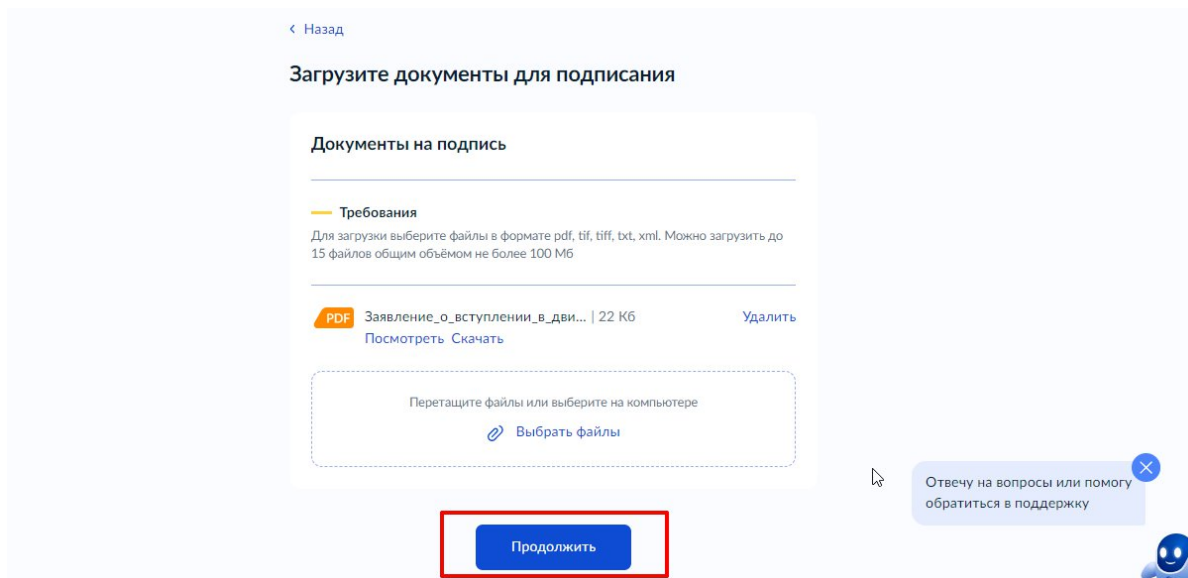 Назад
Загрузите документы для подписания
Документы на подпись
Требования
Для загрузки выберите файлы в формате pdf, tif, tiff, txt, xml. Можно загрузить до
15 файлов общим объёмом не более 100 Мб
PDF Заявление_о_вступлении_в_дви... | 22 Кб Удалить
Посмотреть Скачать
Перетащите файлы или выберите на компьютере
Выбрать файлы
Отвечу на вопросы или помогу
обратиться в поддержку
Продолжить